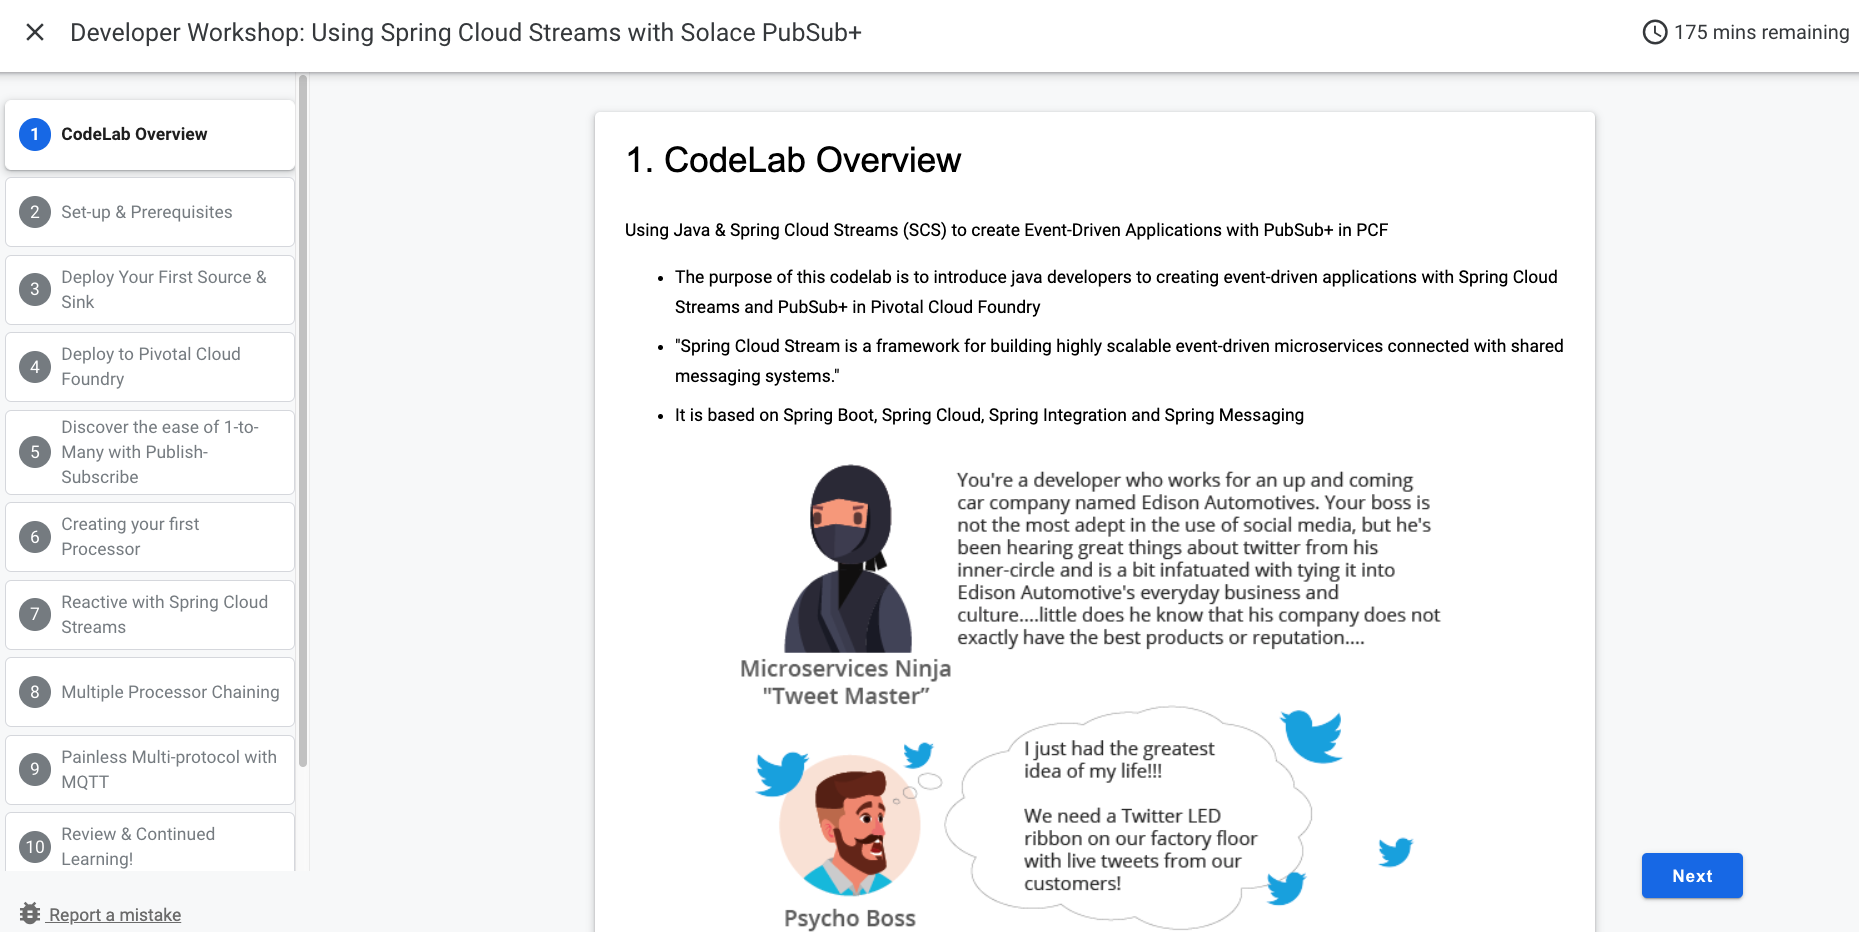 Developer Workshop: Using Spring Cloud Streams with Solace PubSub+
175 mins remaining
1 CodeLab Overview
2 Set-up & Prerequisites
3 Deploy Your First Source &
Sink
4 Deploy to Pivotal Cloud
Foundry
5 Discover the ease of 1-to-
Many with Publish-
Subscribe
6 Creating your first
Processor
7 Reactive with Spring Cloud
Streams
8 Multiple Processor Chaining
9 Painless Multi-protocol with
MQTT
10 Review & Continued
Learning!
Report a mistake
1. CodeLab Overview
Using Java & Spring Cloud Streams (SCS) to create Event-Driven Applications with PubSub+ in PCF
• The purpose of this codelab is to introduce java developers to creating event-driven applications with Spring Cloud
Streams and PubSub+ in Pivotal Cloud Foundry
• "Spring Cloud Stream is a framework for building highly scalable event-driven microservices connected with shared
messaging systems."
• It is based on Spring Boot, Spring Cloud, Spring Integration and Spring Messaging
You're a developer who works for an up and coming
car company named Edison Automotives. Your boss is
not the most adept in the use of social media, but he's
been hearing great things about twitter from his
inner-circle and is a bit infatuated with tying it into
Edison Automotive's everyday business and
culture....little does he know that his company does not
exactly have the best products or reputation....
Microservices Ninja
"Tweet Master”
I just had the greatest
idea of my life!!!
We need a Twitter LED
ribbon on our factory floor
with live tweets from our
customers!
Psycho Boss
Next